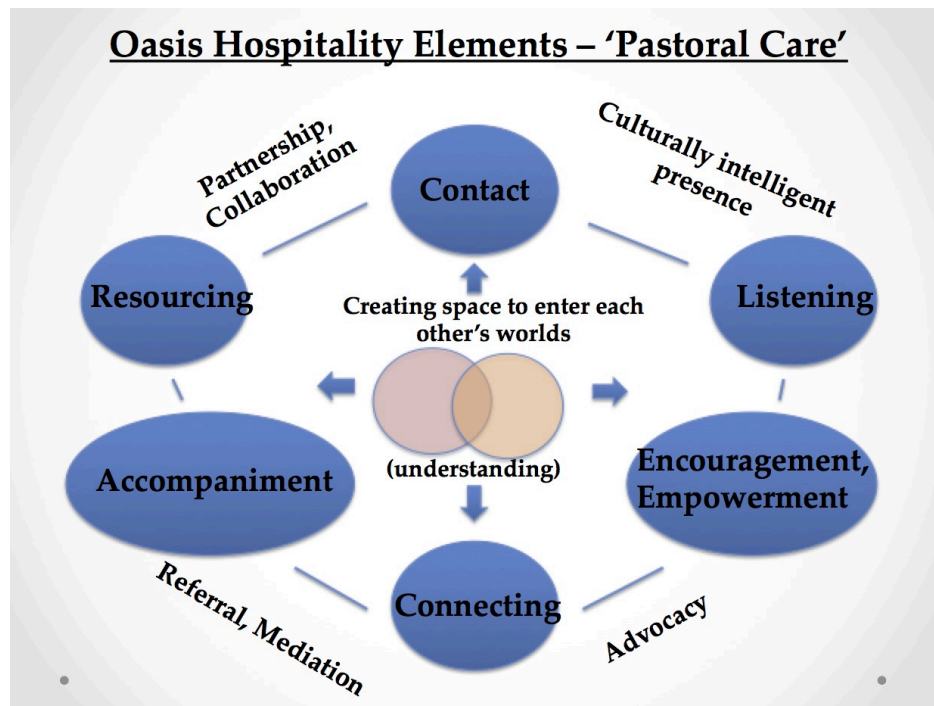 Oasis Hospitality Elements – ‘Pastoral Care’
Partnership,
Collaboration
Contact
Culturally intelligent
presence
Resourcing
Listening
Creating space to enter each
other’s worlds
(understanding)
Accompaniment
Encouragement,
Empowerment
Connecting
Referral, Mediation
Advocacy